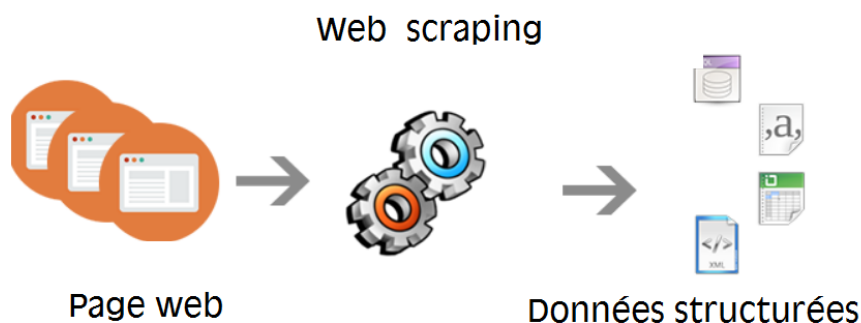 Web scraping
,a,
</>
XML
Page web
Données structurées